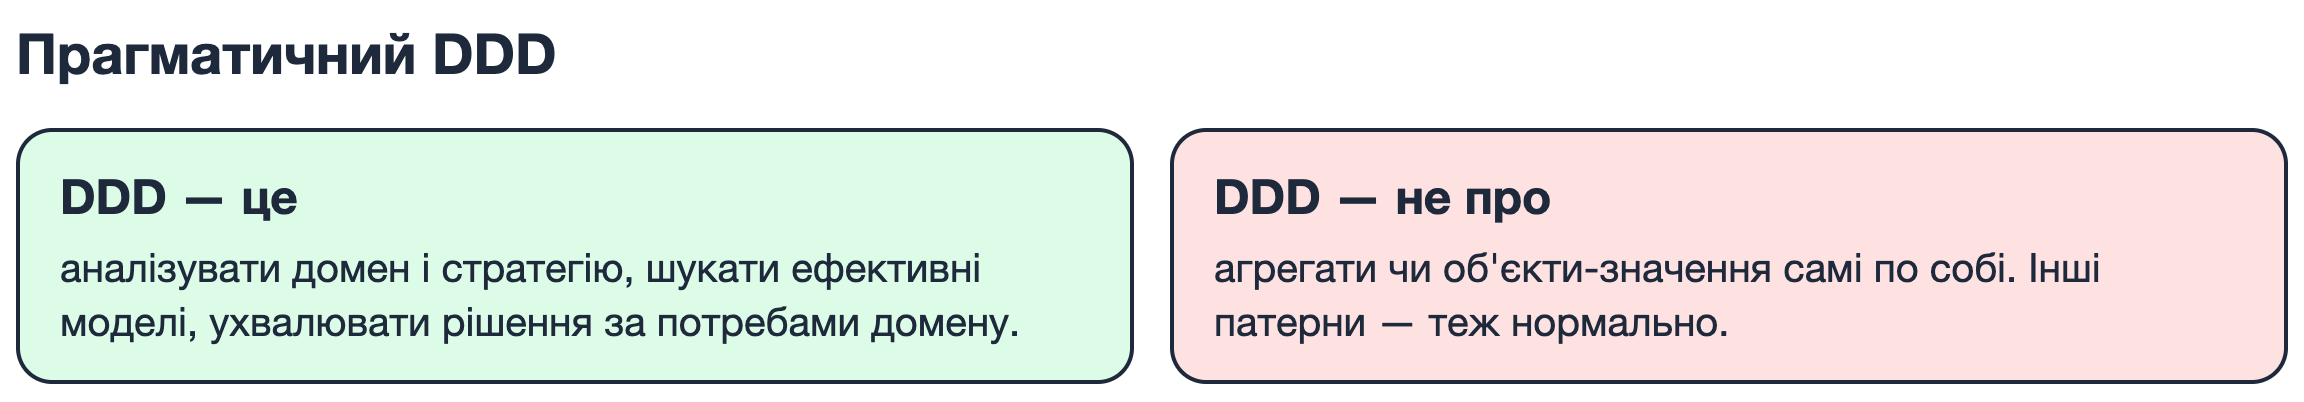 Прагматичний DDD
DDD — це
аналізувати домен і стратегію, шукати ефективні
моделі, ухвалювати рішення за потребами домену.
DDD — не про
агрегати чи об'єкти-значення самі по собі. Інші
патерни — теж нормально.